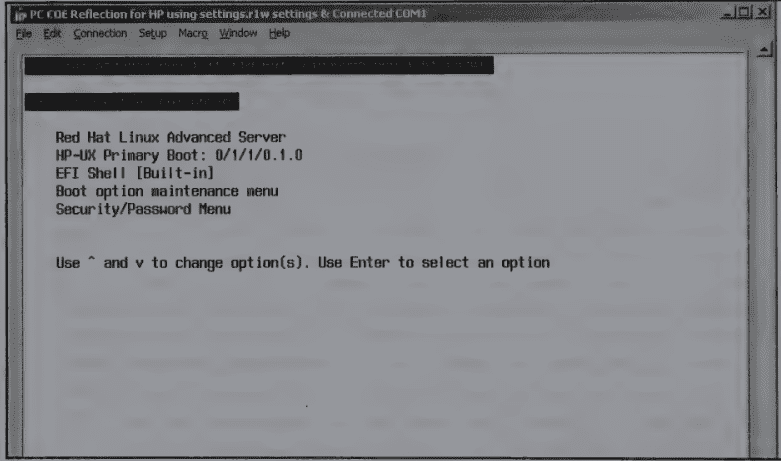 PC COE Reflection for HP using settings.r1w settings & Connected COM1
File Edit Connection Setup Macro Window Help
Red Hat Linux Advanced Server
HP-UX Primary Boot: 0/1/1/0.1.0
EFI Shell [Built-in]
Boot option maintenance menu
Security/Password Menu
Use ^ and v to change option(s). Use Enter to select an option